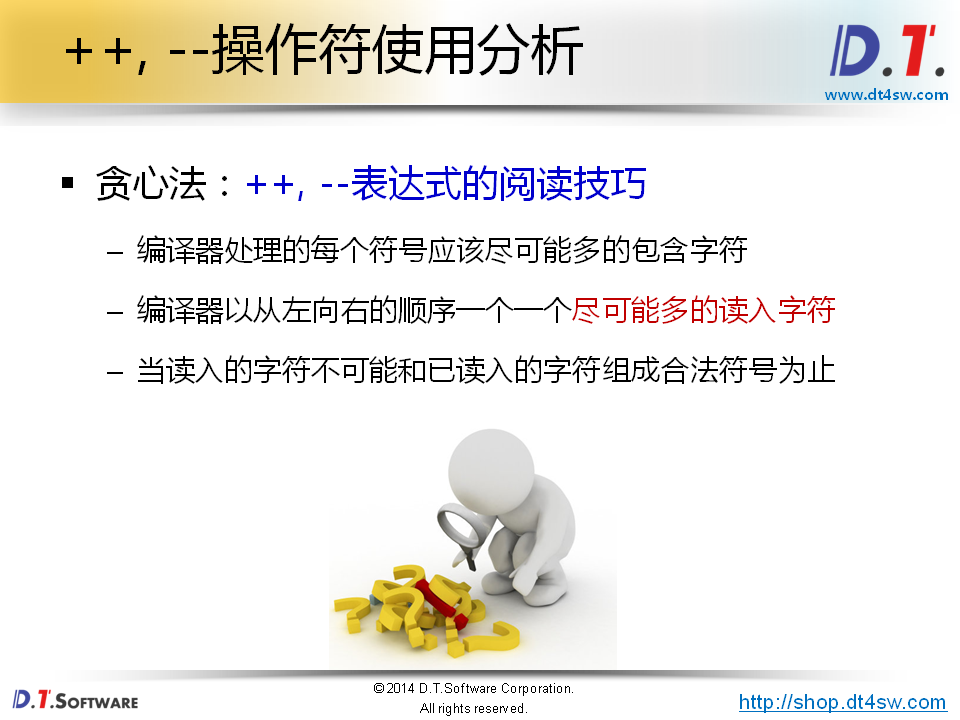 ++, --操作符使用分析
D.T.
www.dt4sw.com
▪ 贪心法：++, --表达式的阅读技巧
– 编译器处理的每个符号应该尽可能多的包含字符
– 编译器以从左向右的顺序一个一个尽可能多的读入字符
– 当读入的字符不可能和已读入的字符组成合法符号为止
D.T.SOFTWARE
©2014 D.T.Software Corporation.
All rights reserved.
http://shop.dt4sw.com